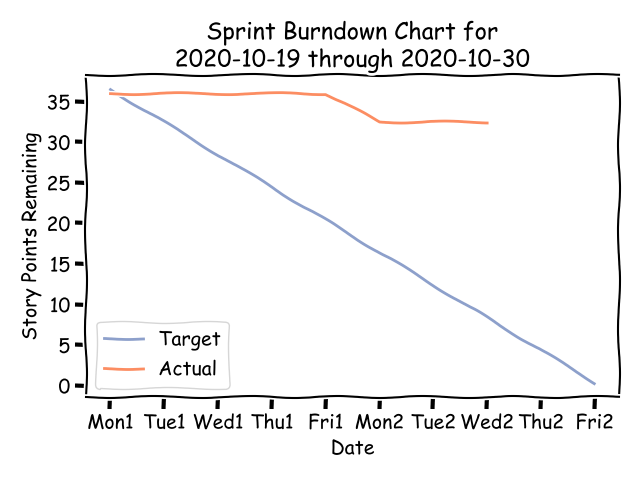 Sprint Burndown Chart for
2020-10-19 through 2020-10-30
Story Points Remaining
35
30
25
20
15
10
5
0
Target
Actual
Mon1 Tue1 Wed1 Thu1 Fri1 Mon2 Tue2 Wed2 Thu2 Fri2
Date